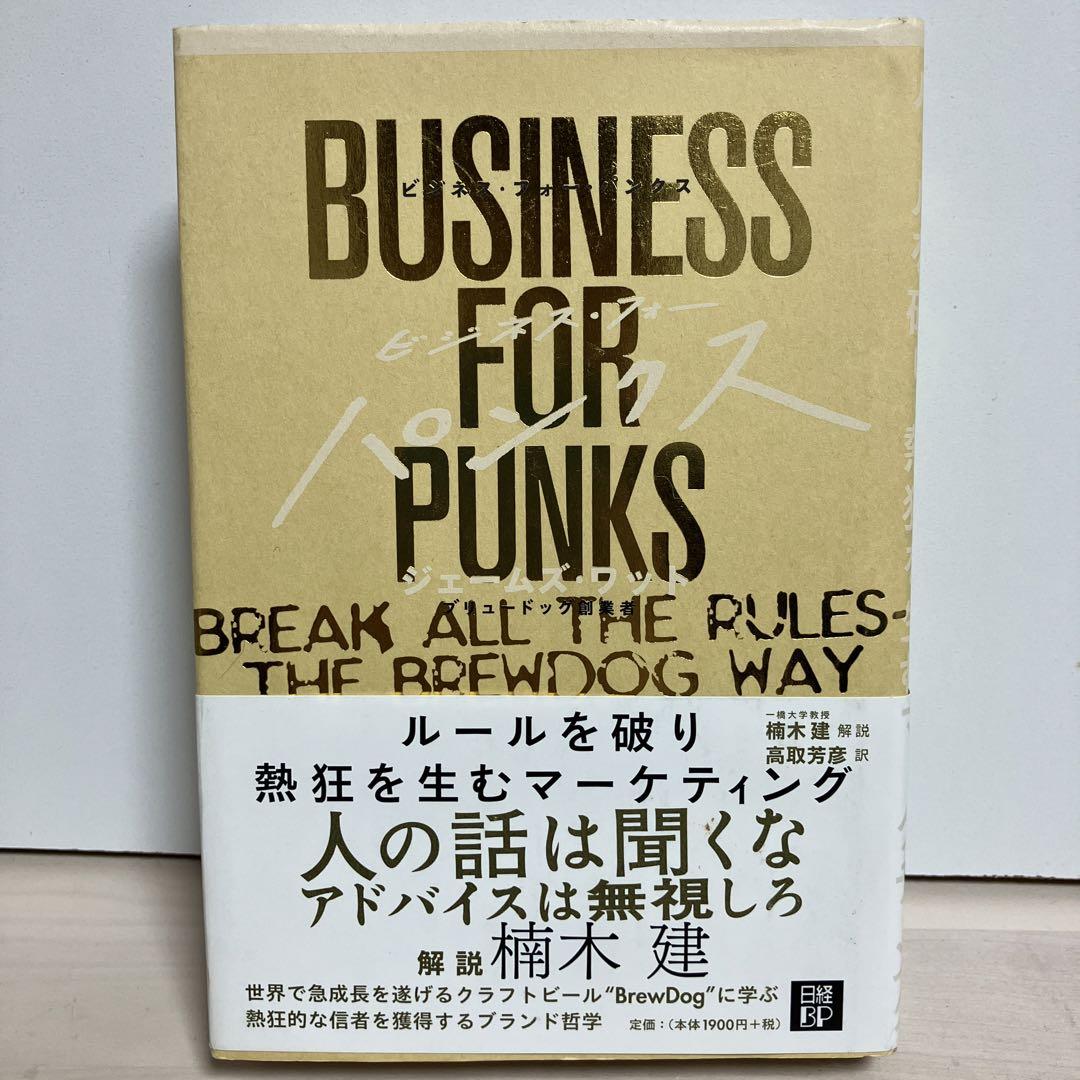 BUSINESS
ビジネス・フォー・パンクス
FOR
ビジネス・フォー
パンクス
PUNKS
ジェームズ・ワット
ブリュードッグ創業者
BREAK ALL THE RULES-
THE BREWDOG WAY
ルールを破り
熱狂を生むマーケティング
一橋大学教授
楠木 建 解説
高取芳彦 訳
人の話は聞くな
アドバイスは無視しろ
解説 楠木 建
世界で急成長を遂げるクラフトビール“BrewDog”に学ぶ
熱狂的な信者を獲得するブランド哲学
定価：（本体1900円＋税）
日経
BP